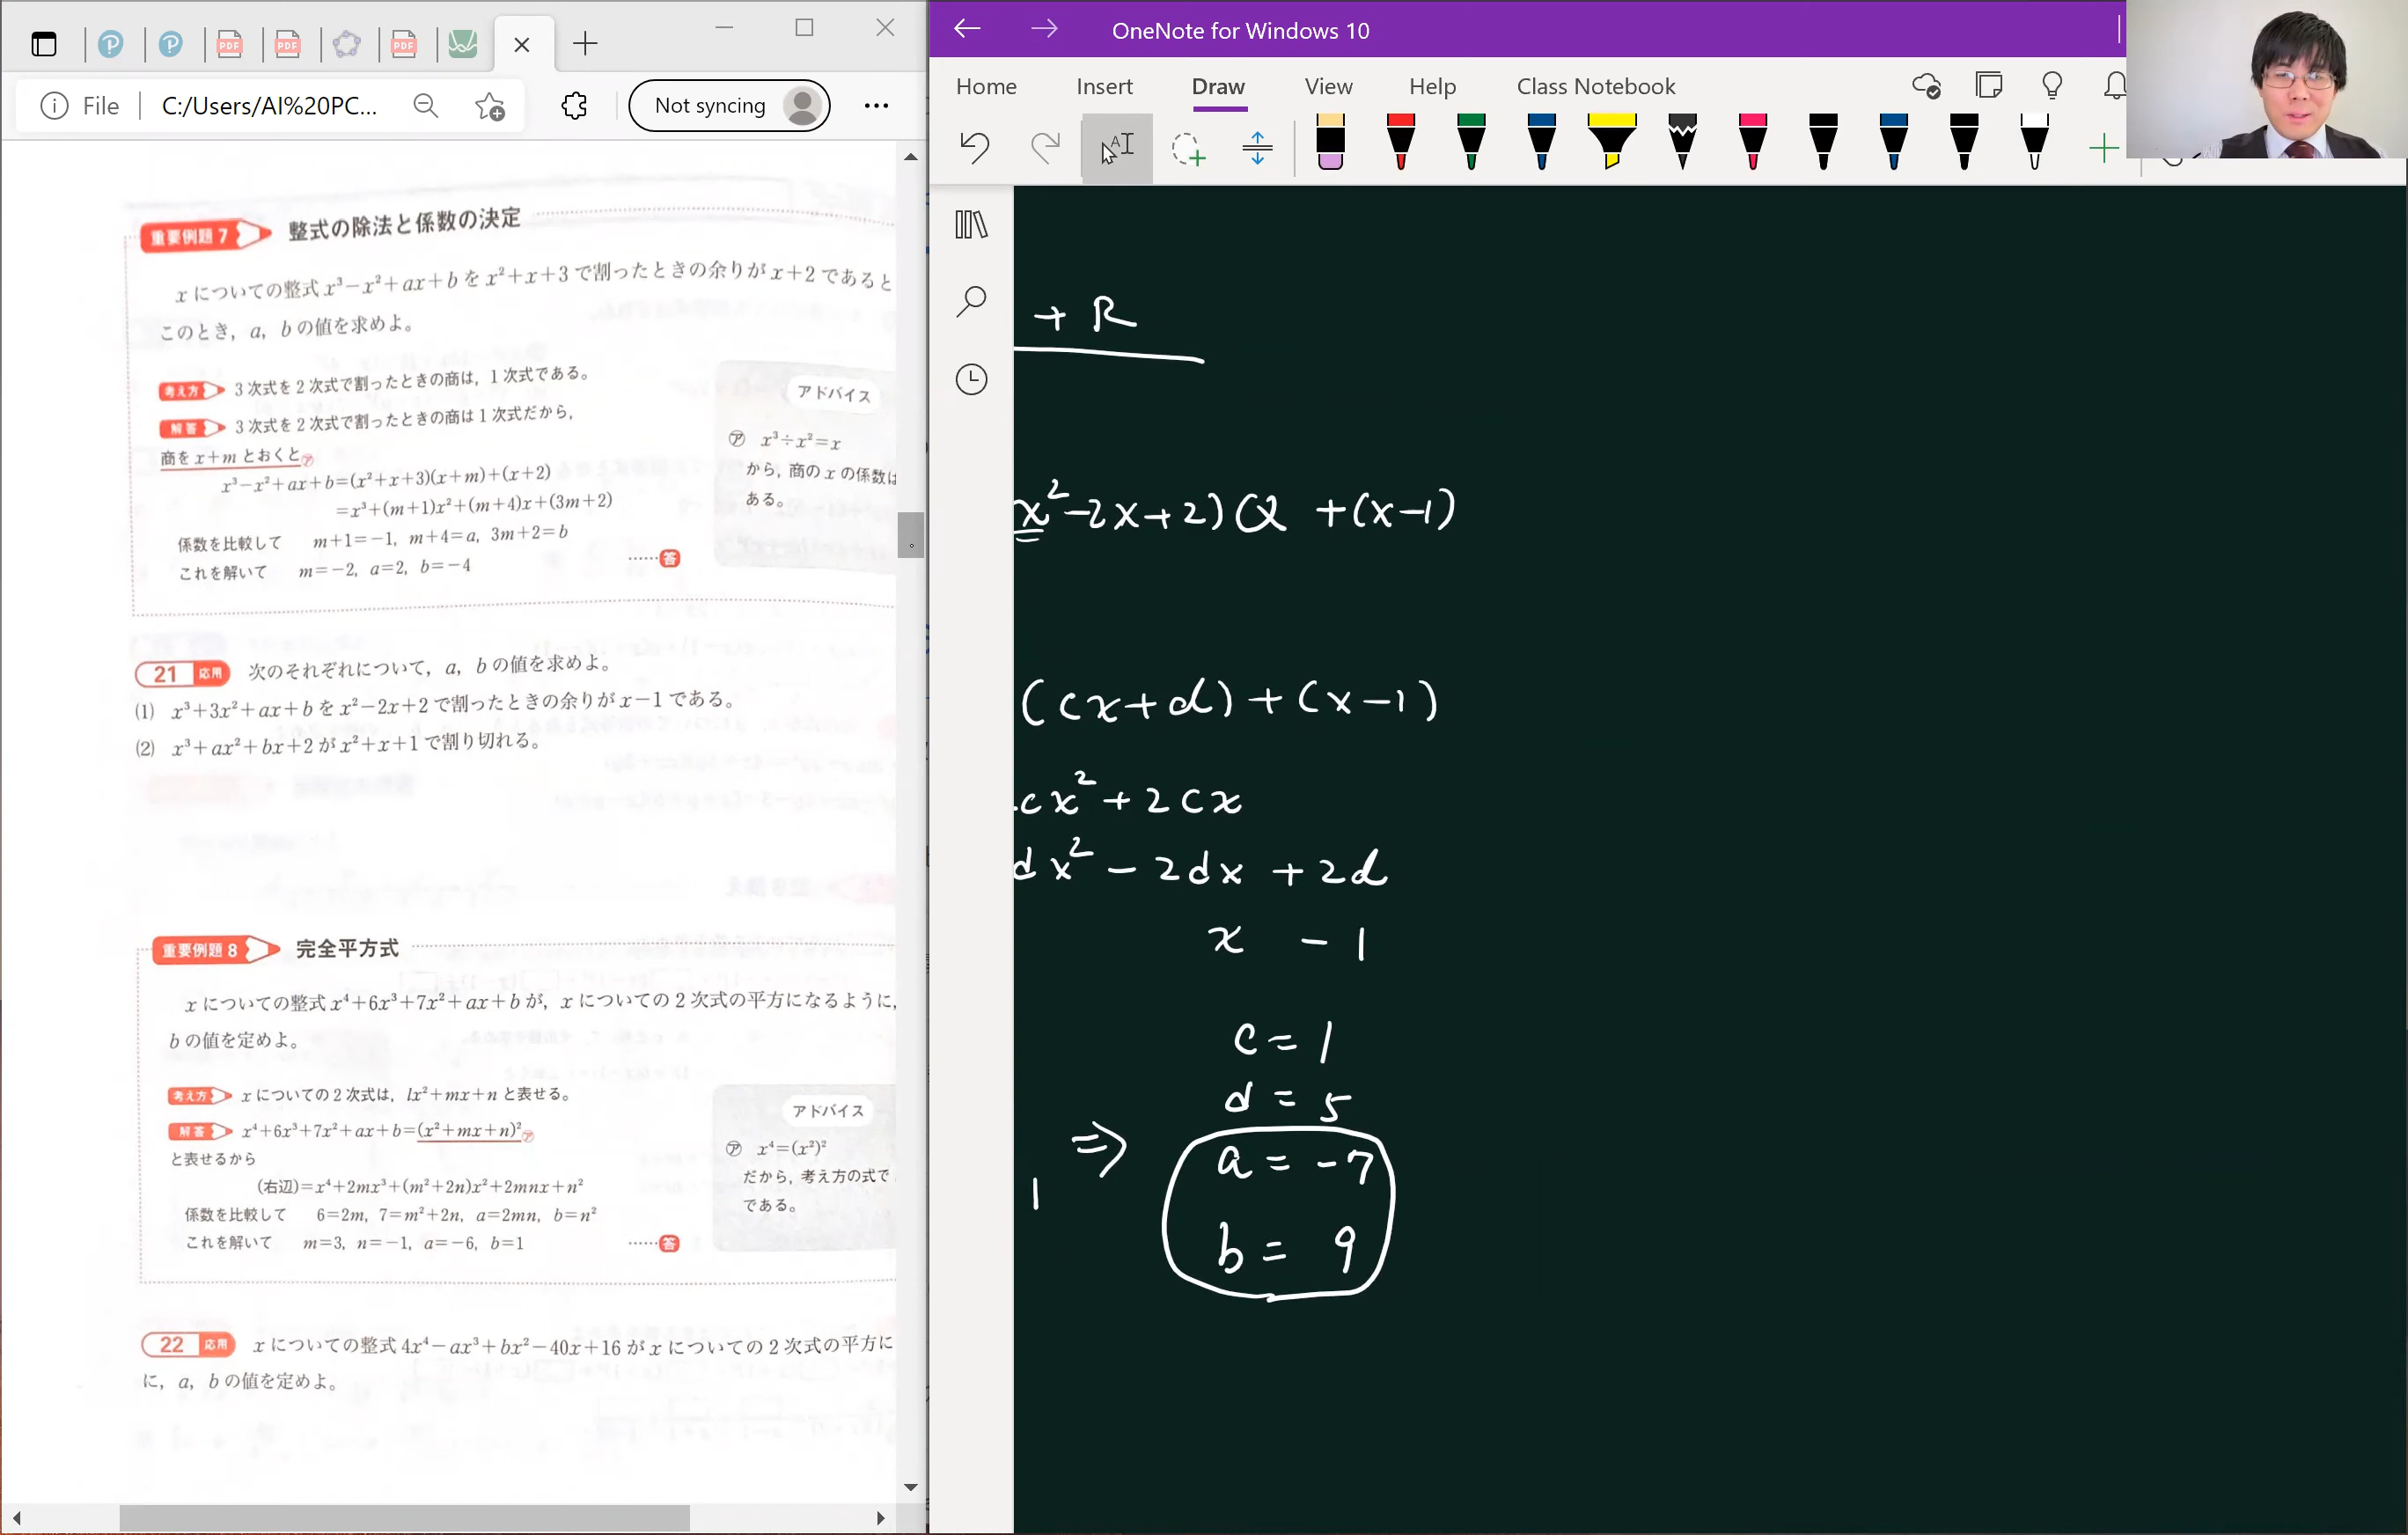 File
C:/Users/AI%20PC...
Not syncing
重要例題 7 整式の除法と係数の決定
xについての整式 x³−x²+ax+b を x²+x+3 で割ったときの余りが x+2 であると
このとき, a, b の値を求めよ。
考え方 3次式を2次式で割ったときの商は, 1次式である。
解答 3次式を2次式で割ったときの商は1次式だから,
商を x+m とおくと㋐
x³−x²+ax+b=(x²+x+3)(x+m)+(x+2)
=x³+(m+1)x²+(m+4)x+(3m+2)
係数を比較して m+1=−1, m+4=a, 3m+2=b
これを解いて m=−2, a=2, b=−4 ……答
アドバイス
㋐ x³÷x²=x
から, 商の x の係数は
ある。
21 応用 次のそれぞれについて, a, b の値を求めよ。
(1) x³+3x²+ax+b を x²−2x+2 で割ったときの余りが x−1 である。
(2) x³+ax²+bx+2 が x²+x+1 で割り切れる。
重要例題 8 完全平方式
xについての整式 x⁴+6x³+7x²+ax+b が, x についての2次式の平方になるように,
b の値を定めよ。
考え方 x についての2次式は, lx²+mx+n と表せる。
解答 x⁴+6x³+7x²+ax+b=(x²+mx+n)²㋐
と表せるから
(右辺)=x⁴+2mx³+(m²+2n)x²+2mnx+n²
係数を比較して 6=2m, 7=m²+2n, a=2mn, b=n²
これを解いて m=3, n=−1, a=−6, b=1 ……答
アドバイス
㋐ x⁴=(x²)²
だから, 考え方の式で
である。
22 応用 xについての整式 4x⁴−ax³+bx²−40x+16 が x についての2次式の平方に
に, a, b の値を定めよ。
OneNote for Windows 10
Home Insert Draw View Help Class Notebook
+ R
x²−2x+2)Q +(x−1)
(cx+d)+(x−1)
cx²+2cx
dx²−2dx+2d
x −1
c=1
d=5
1 ⇒ a=−7
b=9